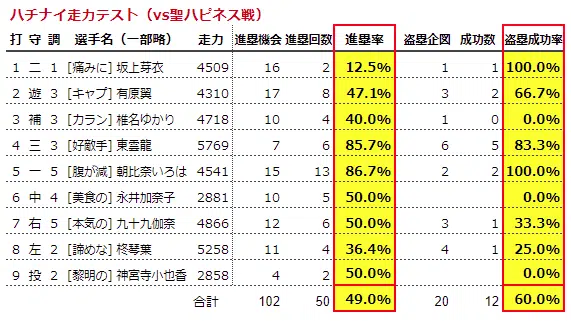 ハチナイ走力テスト（vs聖ハピネス戦）
打 守 調 選手名（一部略） 走力 進塁機会 進塁回数 進塁率 盗塁企図 成功数 盗塁成功率
1 二 1 [痛みに] 坂上芽衣 4509 16 2 12.5% 1 1 100.0%
2 遊 3 [キャプ] 有原翼 4310 17 8 47.1% 3 2 66.7%
3 補 3 [カラン] 椎名ゆかり 4718 10 4 40.0% 1 0 0.0%
4 三 3 [好敵手] 東雲龍 5769 7 6 85.7% 6 5 83.3%
5 一 5 [腹が減] 朝比奈いろは 4541 15 13 86.7% 2 2 100.0%
6 中 4 [美食の] 永井加奈子 2881 10 5 50.0% 0.0%
7 右 5 [本気の] 九十九伽奈 4866 12 6 50.0% 3 1 33.3%
8 左 2 [諦めな] 柊琴葉 5258 11 4 36.4% 4 1 25.0%
9 投 2 [黎明の] 神宮寺小也香 2858 4 2 50.0% 0.0%
合計 102 50 49.0% 20 12 60.0%